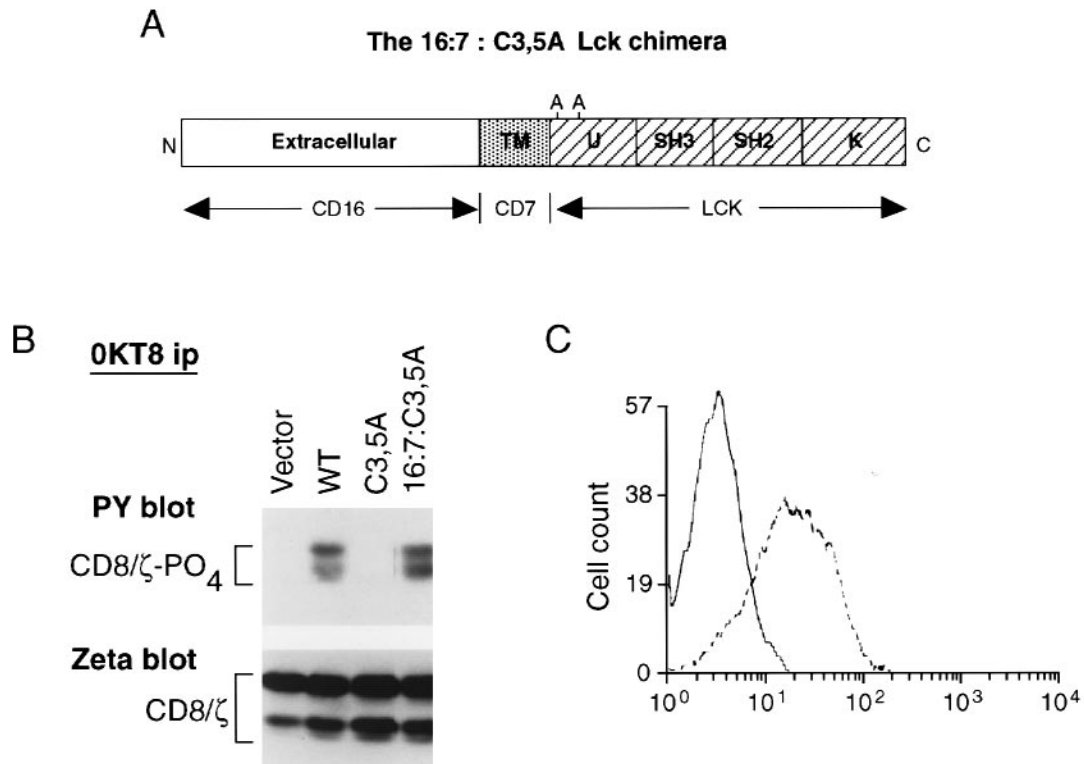 A
The 16:7 : C3,5A Lck chimera
A A
N Extracellular TM U SH3 SH2 K C
CD16 CD7 LCK
B
0KT8 ip
Vector
WT
C3,5A
16:7:C3,5A
PY blot
CD8/ζ-PO4
Zeta blot
CD8/ζ
C
Cell count
57
38
19
0
10^0 10^1 10^2 10^3 10^4